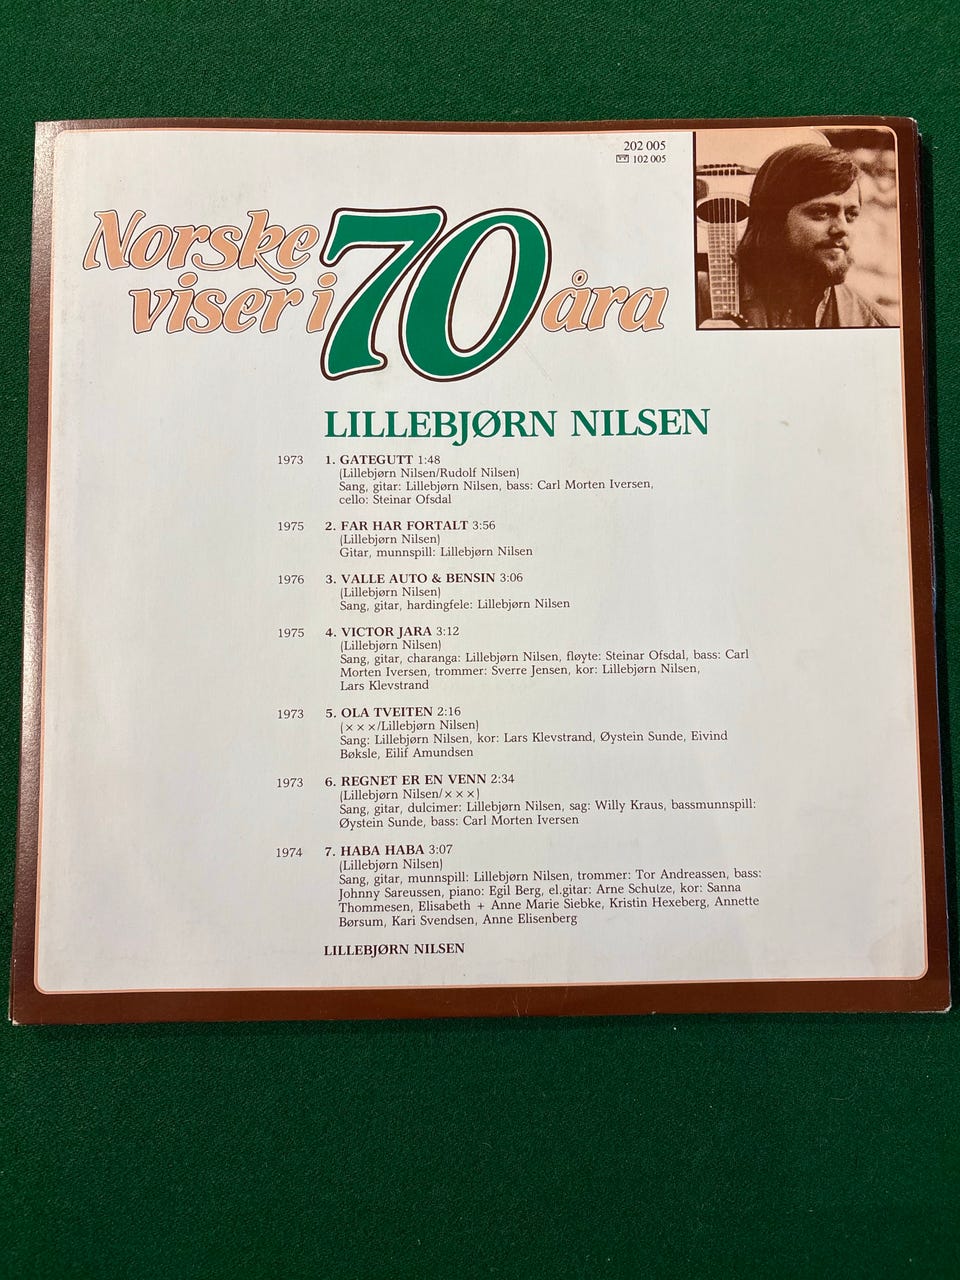 202 005
102 005
Norske
viser i 70 åra
LILLEBJØRN NILSEN
1973 1. GATEGUTT 1:48
(Lillebjørn Nilsen/Rudolf Nilsen)
Sang, gitar: Lillebjørn Nilsen, bass: Carl Morten Iversen,
cello: Steinar Ofsdal
1975 2. FAR HAR FORTALT 3:56
(Lillebjørn Nilsen)
Gitar, munnspill: Lillebjørn Nilsen
1976 3. VALLE AUTO & BENSIN 3:06
(Lillebjørn Nilsen)
Sang, gitar, hardingfele: Lillebjørn Nilsen
1975 4. VICTOR JARA 3:12
(Lillebjørn Nilsen)
Sang, gitar, charanga: Lillebjørn Nilsen, fløyte: Steinar Ofsdal, bass: Carl
Morten Iversen, trommer: Sverre Jensen, kor: Lillebjørn Nilsen,
Lars Klevstrand
1973 5. OLA TVEITEN 2:16
(× × ×/Lillebjørn Nilsen)
Sang: Lillebjørn Nilsen, kor: Lars Klevstrand, Øystein Sunde, Eivind
Bøksle, Eilif Amundsen
1973 6. REGNET ER EN VENN 2:34
(Lillebjørn Nilsen/× × ×)
Sang, gitar, dulcimer: Lillebjørn Nilsen, sag: Willy Kraus, bassmunnspill:
Øystein Sunde, bass: Carl Morten Iversen
1974 7. HABA HABA 3:07
(Lillebjørn Nilsen)
Sang, gitar, munnspill: Lillebjørn Nilsen, trommer: Tor Andreassen, bass:
Johnny Sareussen, piano: Egil Berg, el.gitar: Arne Schulze, kor: Sanna
Thommesen, Elisabeth + Anne Marie Siebke, Kristin Hexeberg, Annette
Børsum, Kari Svendsen, Anne Elisenberg
LILLEBJØRN NILSEN